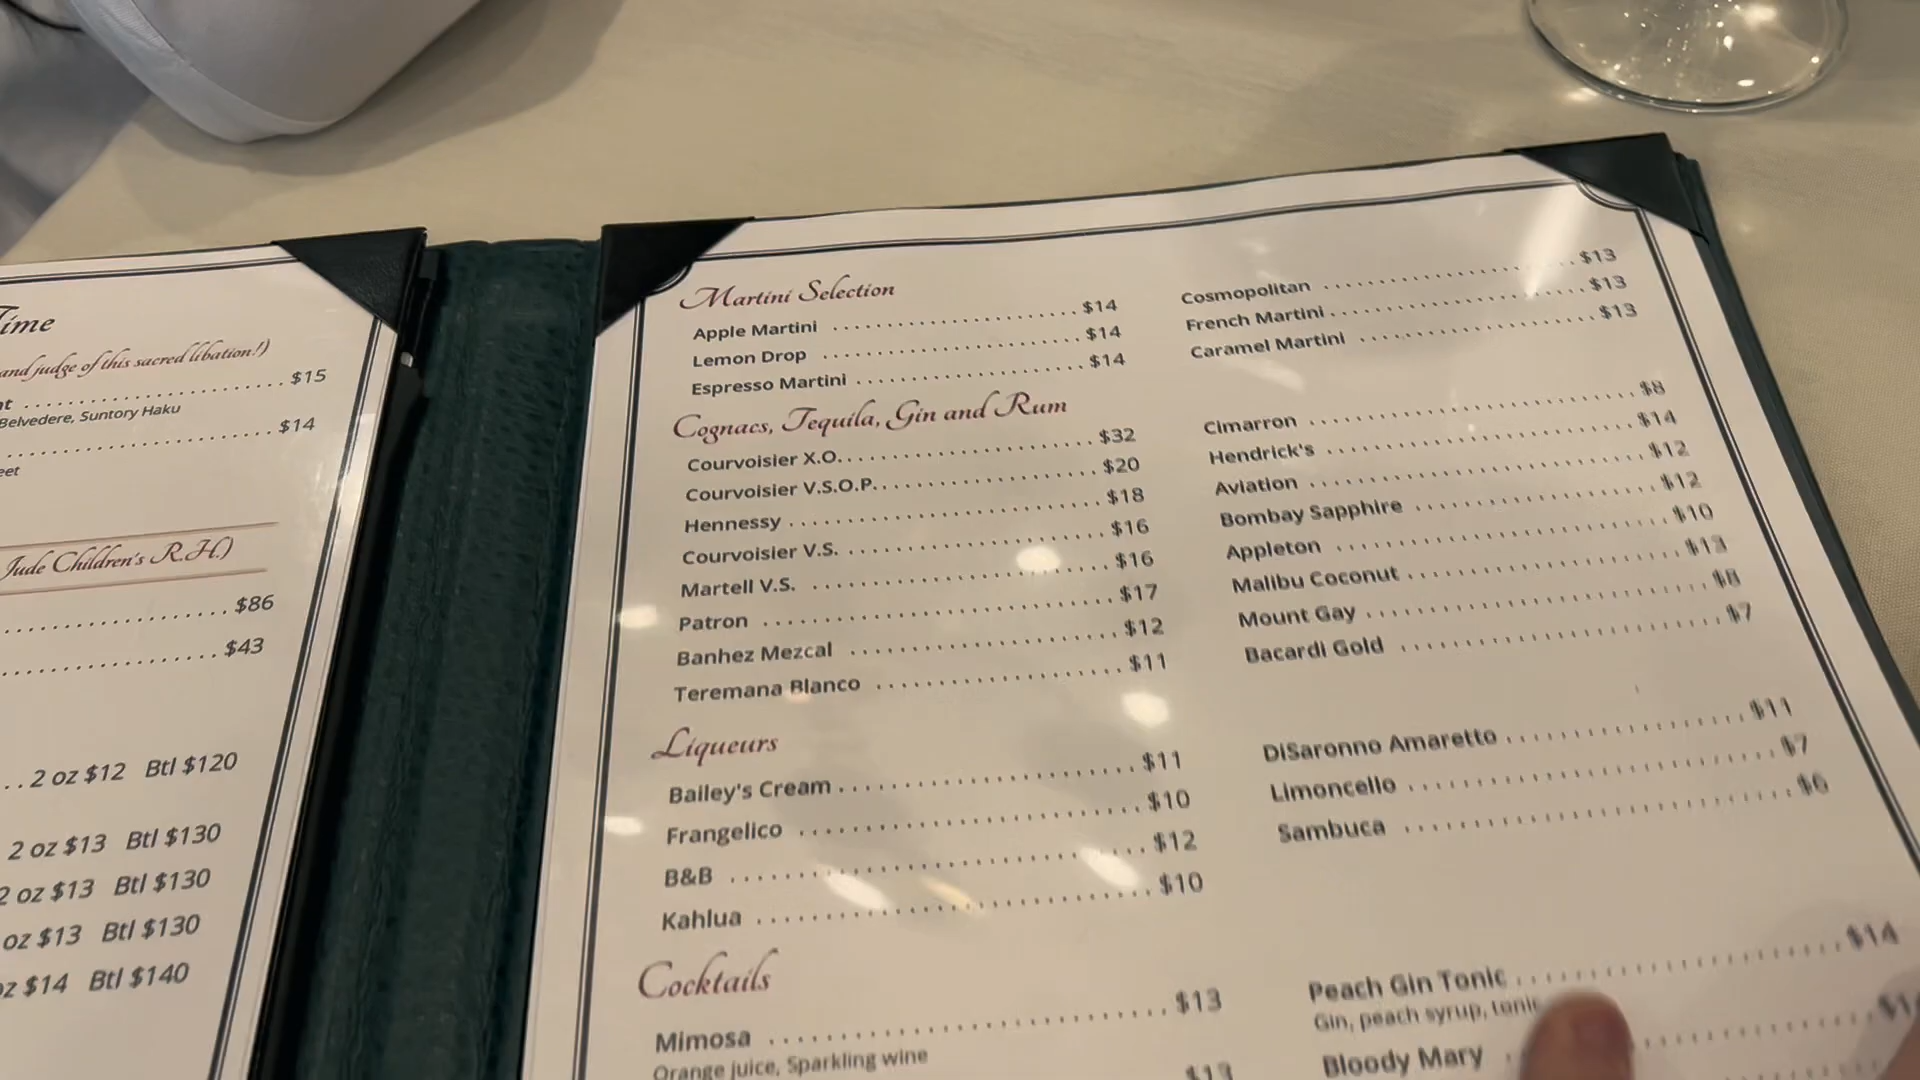 Time
and judge of this sacred libation!)
$15
Belvedere, Suntory Haku
$14
Jude Children's R.H.)
$86
$43
2 oz $12 Btl $120
2 oz $13 Btl $130
2 oz $13 Btl $130
oz $13 Btl $130
oz $14 Btl $140
Martini Selection
Apple Martini $14
Lemon Drop $14
Espresso Martini $14
Cosmopolitan $13
French Martini $13
Caramel Martini $13
Cognacs, Tequila, Gin and Rum
Courvoisier X.O. $32
Courvoisier V.S.O.P. $20
Hennessy $18
Courvoisier V.S. $16
Martell V.S. $16
Patron $17
Banhez Mezcal $12
Teremana Blanco $11
Cimarron $8
Hendrick's $14
Aviation $12
Bombay Sapphire $12
Appleton $10
Malibu Coconut $13
Mount Gay $8
Bacardi Gold $7
Liqueurs
Bailey's Cream $11
Frangelico $10
B&B $12
Kahlua $10
DiSaronno Amaretto $11
Limoncello $7
Sambuca $6
Cocktails
Mimosa $13
Orange juice, Sparkling wine
$13
Peach Gin Tonic $14
Gin, peach syrup, tonic
Bloody Mary